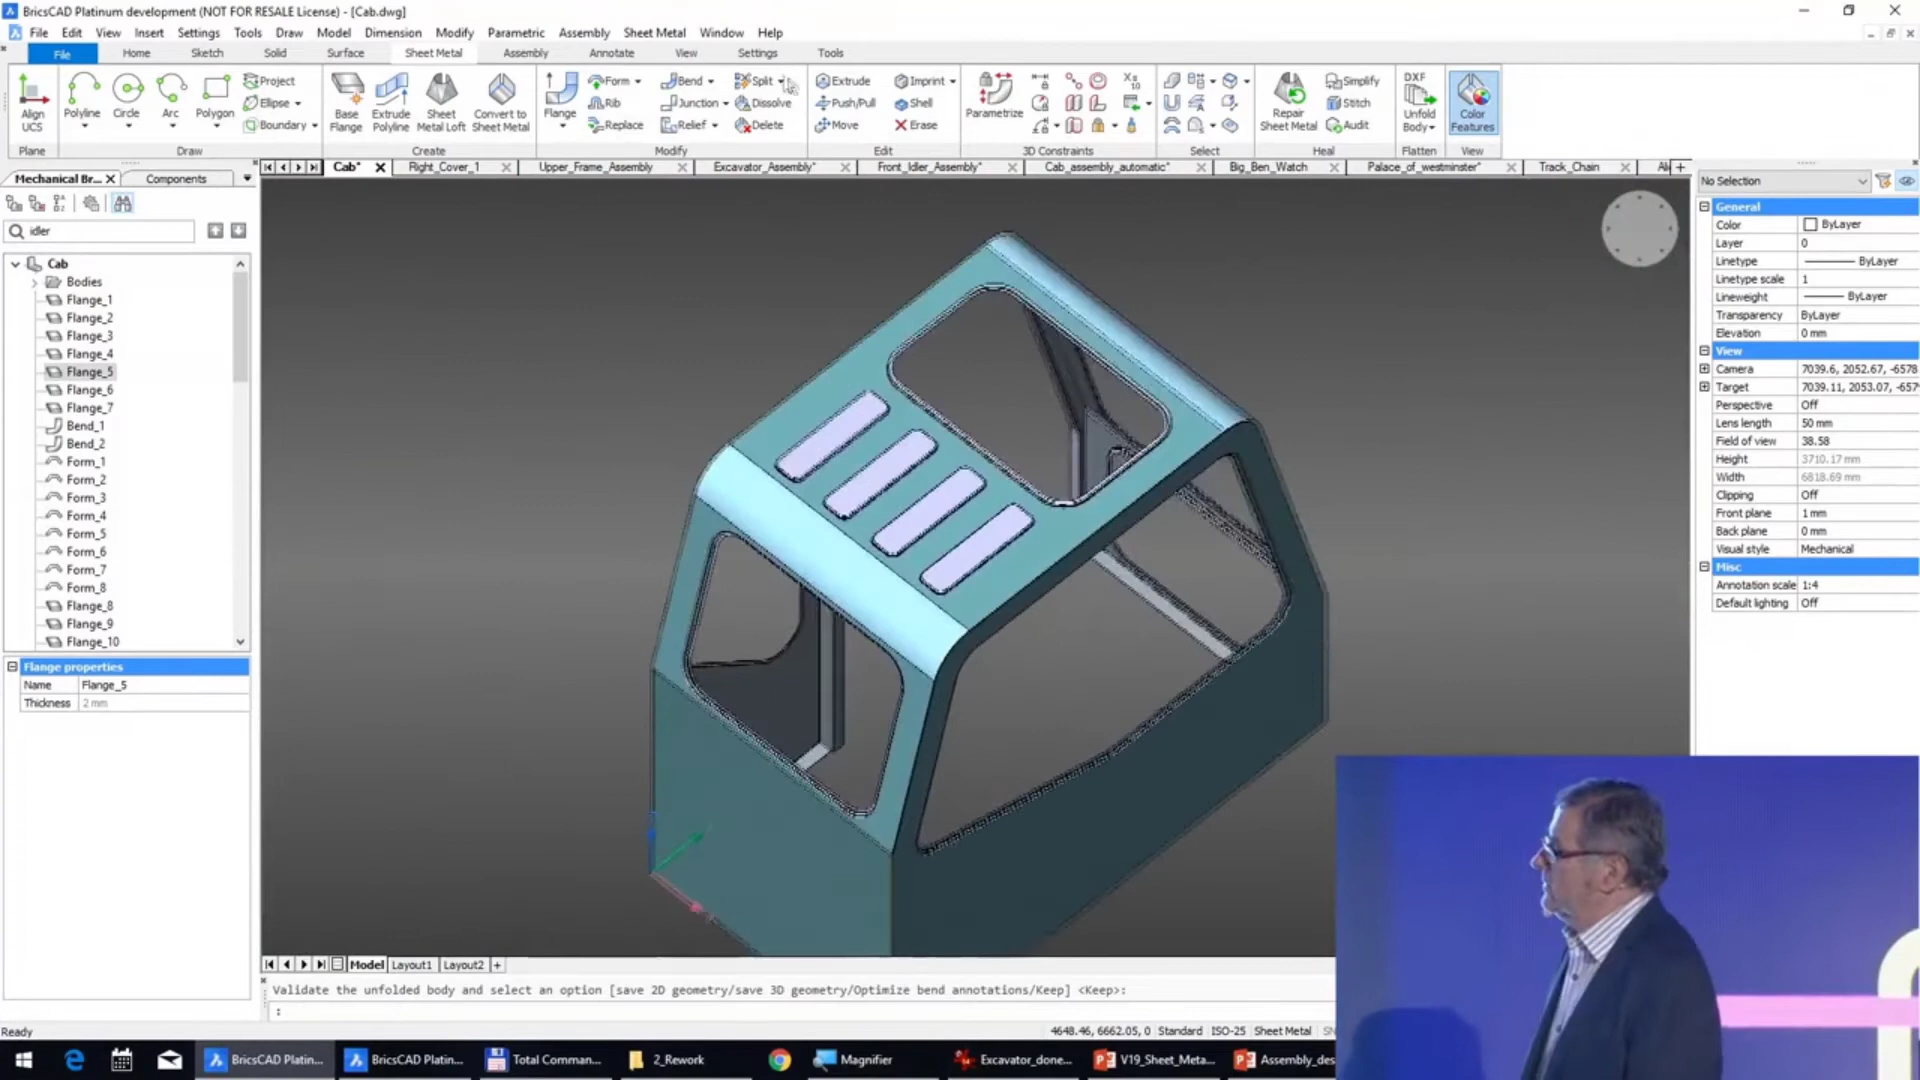 BricsCAD Platinum development (NOT FOR RESALE License) - [Cab.dwg]
File Edit View Insert Settings Tools Draw Model Dimension Modify Parametric Assembly Sheet Metal Window Help
File Home Sketch Solid Surface Sheet Metal Assembly Annotate View Settings Tools
Align UCS Polyline Circle Arc Polygon Project Ellipse Boundary Base Flange Extrude Polyline Sheet Metal Loft Convert to Sheet Metal Flange Form Rib Replace Bend Junction Relief Split Dissolve Delete Extrude Push/Pull Move Imprint Shell Erase Parametrize Repair Sheet Metal Simplify Stitch Audit DXF Unfold Body Color Features
Plane Draw Create Modify Edit 3D Constraints Select Heal Flatten View
Mechanical Br... Components
Cab* Right_Cover_1 Upper_Frame_Assembly Excavator_Assembly* Front_Idler_Assembly* Cab_assembly_automatic* Big_Ben_Watch Palace_of_westminster* Track_Chain
idler
Cab
Bodies
Flange_1
Flange_2
Flange_3
Flange_4
Flange_5
Flange_6
Flange_7
Bend_1
Bend_2
Form_1
Form_2
Form_3
Form_4
Form_5
Form_6
Form_7
Form_8
Flange_8
Flange_9
Flange_10
Flange properties
Name Flange_5
Thickness 2 mm
No Selection
General
Color ByLayer
Layer 0
Linetype ByLayer
Linetype scale 1
Lineweight ByLayer
Transparency ByLayer
Elevation 0 mm
View
Camera 7039.6, 2052.67, -6578
Target 7039.11, 2053.07, -657
Perspective Off
Lens length 50 mm
Field of view 38.58
Height 3710.17 mm
Width 6818.69 mm
Clipping Off
Front plane 1 mm
Back plane 0 mm
Visual style Mechanical
Misc
Annotation scale 1:4
Default lighting Off
Model Layout1 Layout2 +
Validate the unfolded body and select an option [save 2D geometry/save 3D geometry/Optimize bend annotations/Keep] <Keep>:
:
Ready 4648.46, 6662.05, 0 Standard ISO-25 Sheet Metal
BricsCAD Platin... BricsCAD Platin... Total Comman... 2_Rework Magnifier Excavator_done... V19_Sheet_Meta... Assembly_des